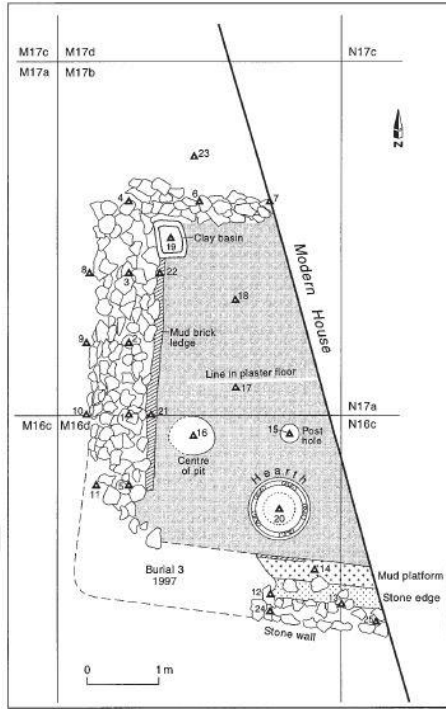 M17c M17d N17c
M17a M17b
N
23
4 6 7
19 Clay basin
8 3 22
18
Modern House
Mud brick
ledge
9 2
Line in plaster floor
17
10 1 21 N17a
M16c M16d N16c
16 15 Post
hole
Centre
of pit
11 5
Hearth
20
Burial 3
1997
14
Mud platform
12 13 Stone edge
24 25
Stone wall
0 1 m